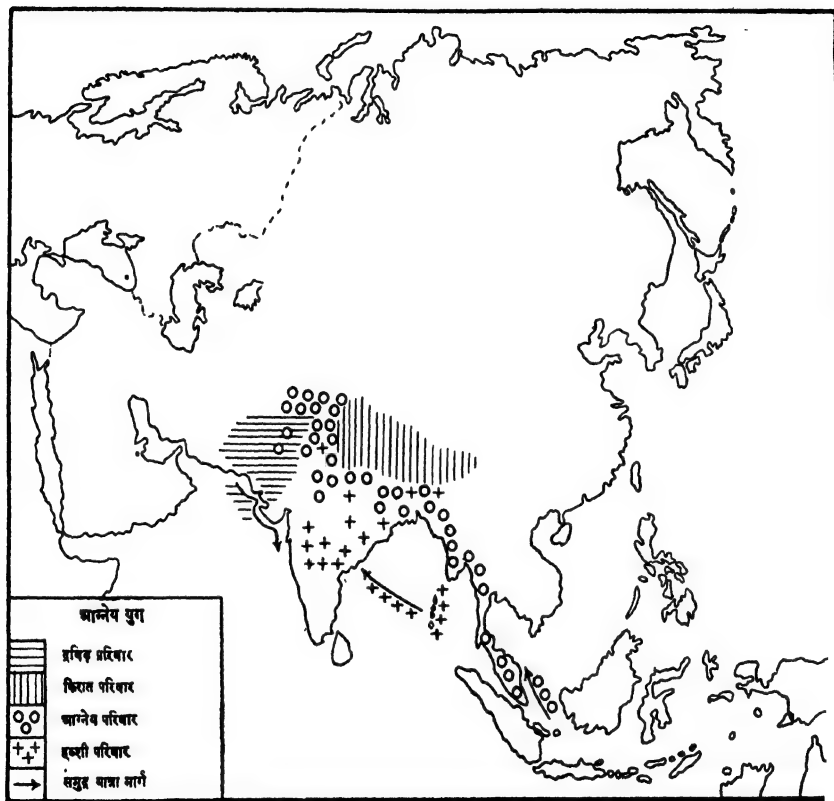 आग्नेय युग
द्रविड़ परिवार
किरात परिवार
आग्नेय परिवार
हब्शी परिवार
समुद्र यात्रा मार्ग